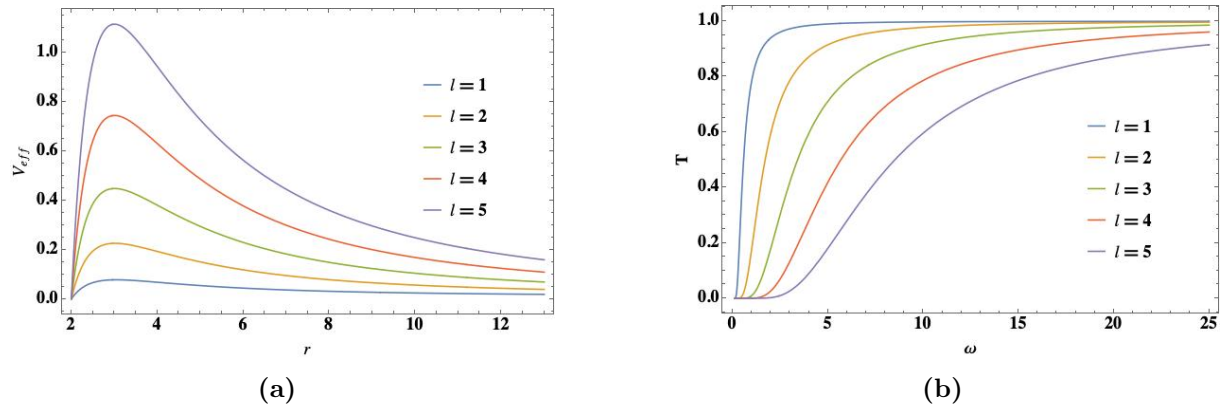 1.0
0.8
0.6
0.4
0.2
0.0
V_eff
2 4 6 8 10 12
r
l = 1
l = 2
l = 3
l = 4
l = 5
(a)
1.0
0.8
0.6
0.4
0.2
0.0
T
0 5 10 15 20 25
ω
l = 1
l = 2
l = 3
l = 4
l = 5
(b)